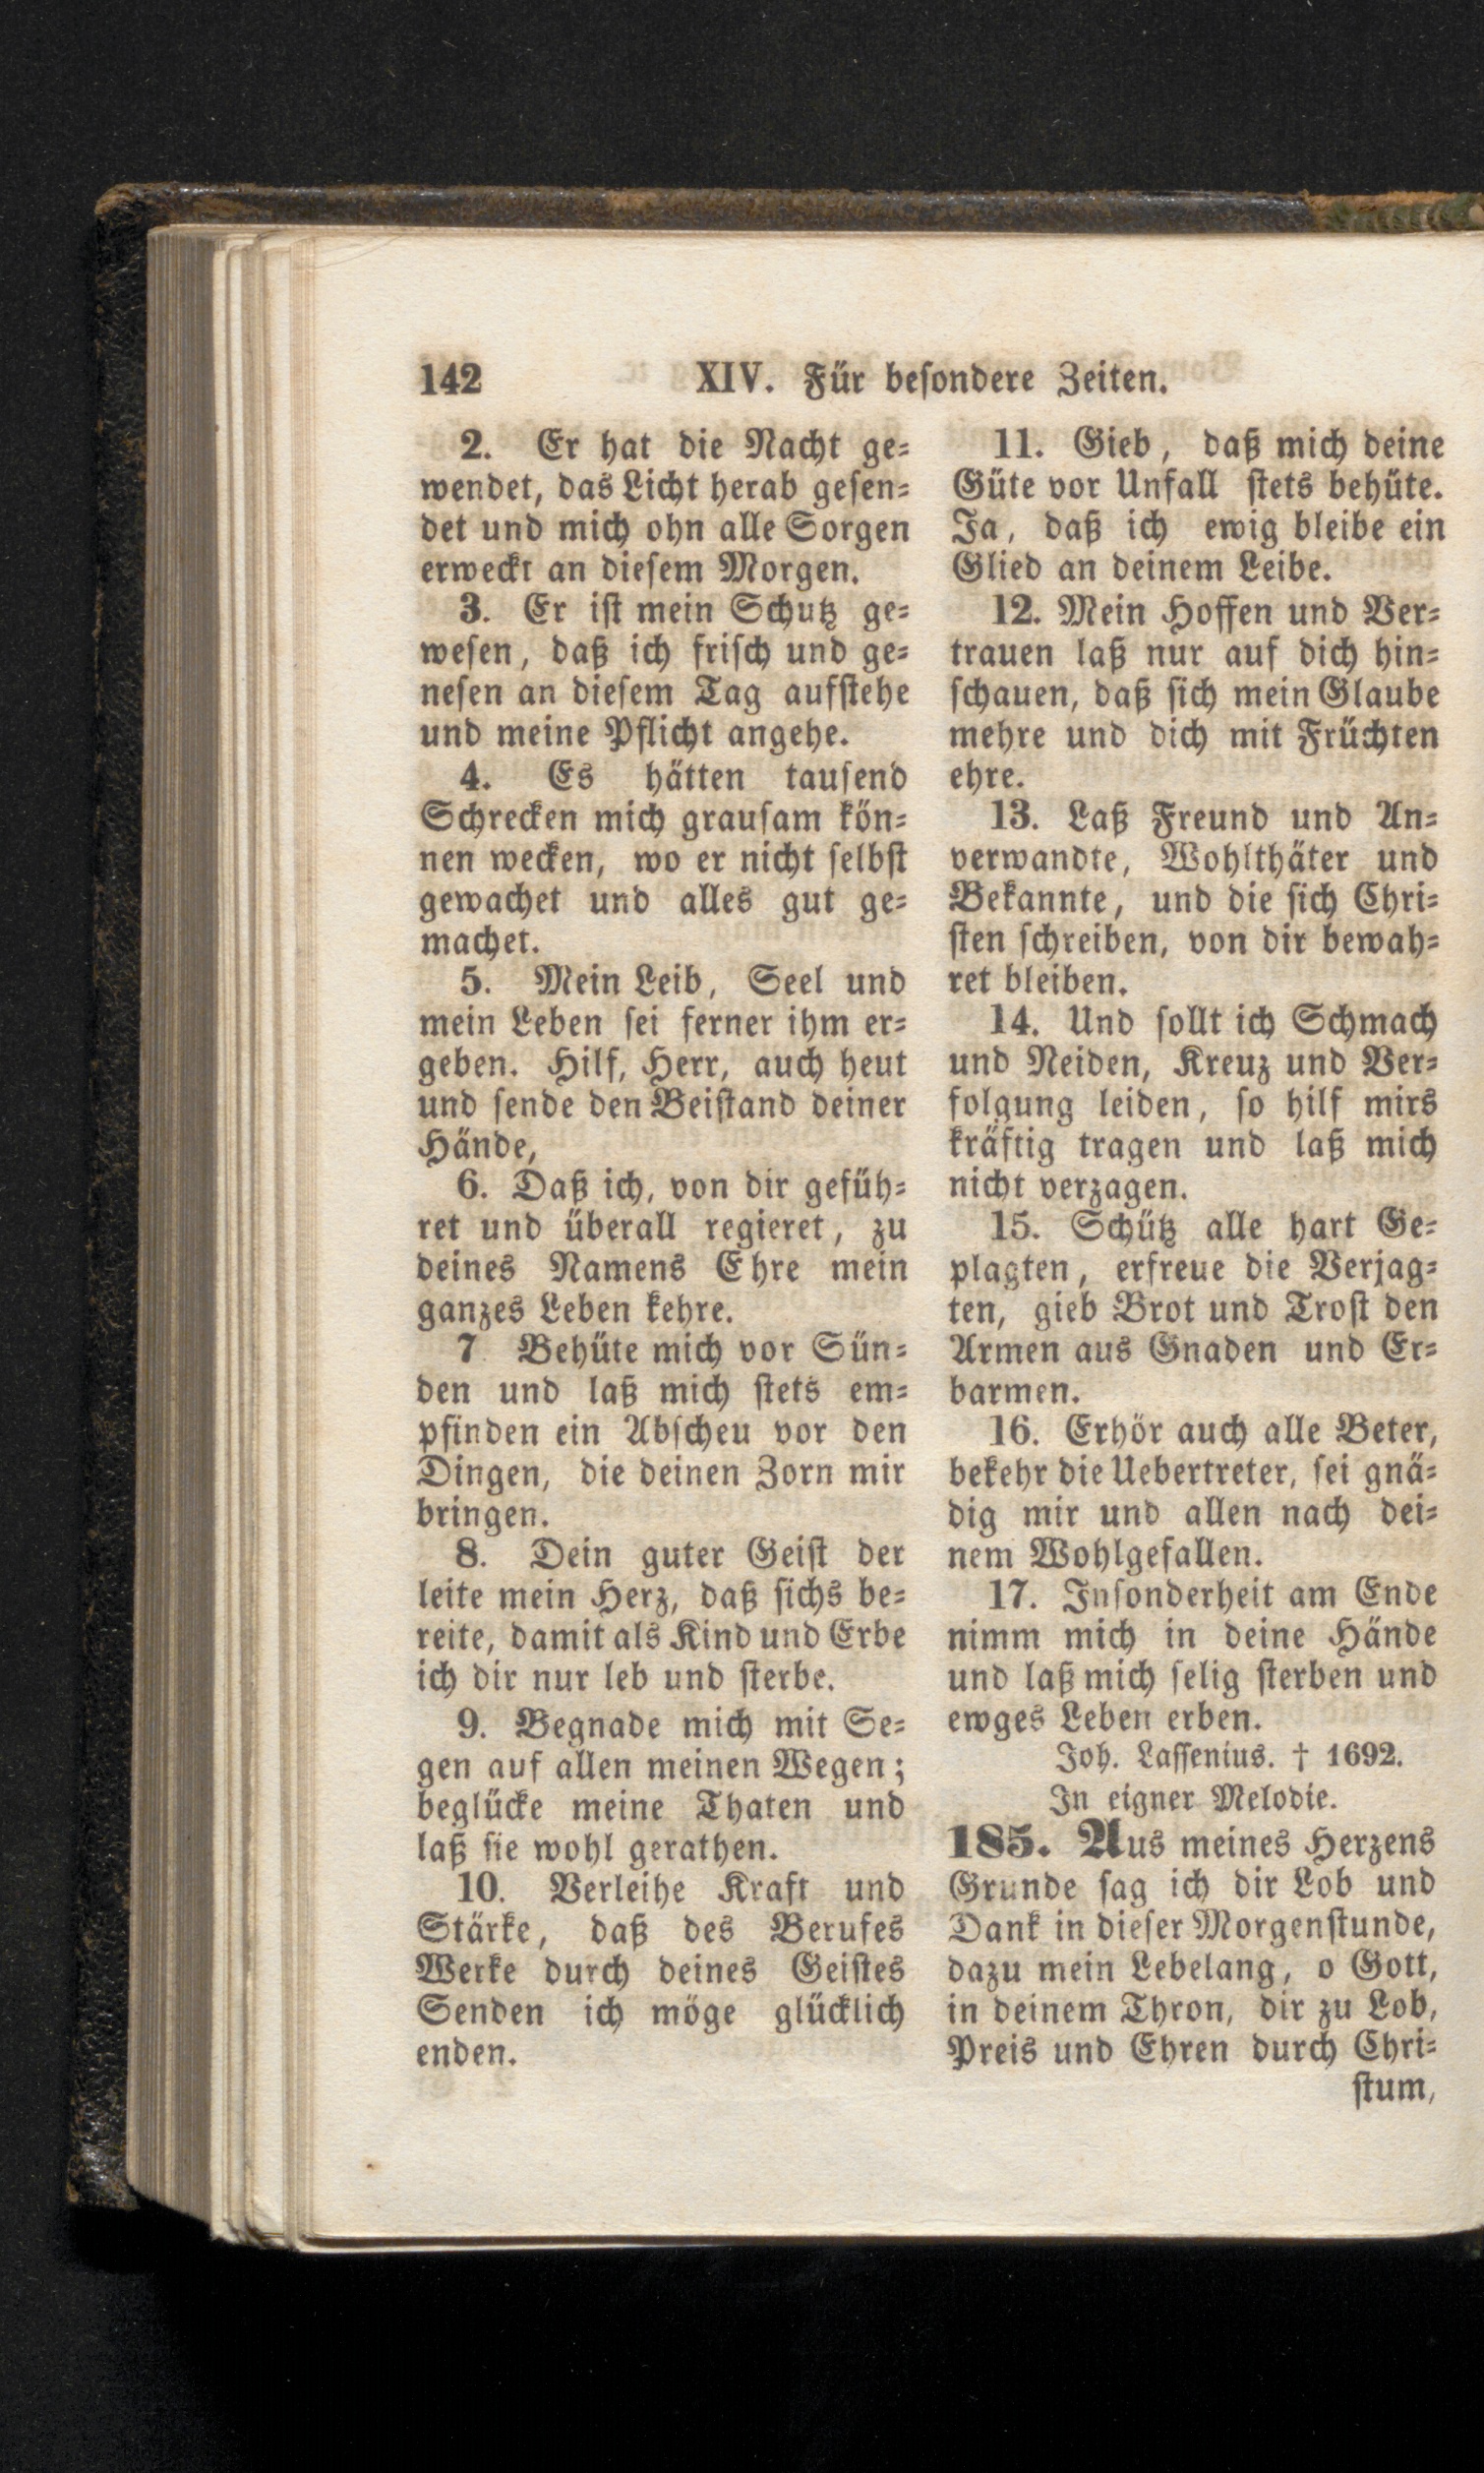 142 XIV. Für besondere Zeiten.
2. Er hat die Nacht ge-
wendet, das Licht herab gesen-
det und mich ohn alle Sorgen
erweckt an diesem Morgen.
3. Er ist mein Schutz ge-
wesen, daß ich frisch und ge-
nesen an diesem Tag aufstehe
und meine Pflicht angehe.
4. Es hätten tausend
Schrecken mich grausam kön-
nen wecken, wo er nicht selbst
gewachet und alles gut ge-
machet.
5. Mein Leib, Seel und
mein Leben sei ferner ihm er-
geben. Hilf, Herr, auch heut
und sende den Beistand deiner
Hände,
6. Daß ich, von dir gefüh-
ret und überall regieret, zu
deines Namens Ehre mein
ganzes Leben kehre.
7 Behüte mich vor Sün-
den und laß mich stets em-
pfinden ein Abscheu vor den
Dingen, die deinen Zorn mir
bringen.
8. Dein guter Geist der
leite mein Herz, daß sichs be-
reite, damit als Kind und Erbe
ich dir nur leb und sterbe.
9. Begnade mich mit Se-
gen auf allen meinen Wegen;
beglücke meine Thaten und
laß sie wohl gerathen.
10. Verleihe Kraft und
Stärke, daß des Berufes
Werke durch deines Geistes
Senden ich möge glücklich
enden.
11. Gieb, daß mich deine
Güte vor Unfall stets behüte.
Ja, daß ich ewig bleibe ein
Glied an deinem Leibe.
12. Mein Hoffen und Ver-
trauen laß nur auf dich hin-
schauen, daß sich mein Glaube
mehre und dich mit Früchten
ehre.
13. Laß Freund und An-
verwandte, Wohlthäter und
Bekannte, und die sich Chri-
sten schreiben, von dir bewah-
ret bleiben.
14. Und sollt ich Schmach
und Neiden, Kreuz und Ver-
folgung leiden, so hilf mirs
kräftig tragen und laß mich
nicht verzagen.
15. Schütz alle hart Ge-
plagten, erfreue die Verjag-
ten, gieb Brot und Trost den
Armen aus Gnaden und Er-
barmen.
16. Erhör auch alle Beter,
bekehr die Uebertreter, sei gnä-
dig mir und allen nach dei-
nem Wohlgefallen.
17. Insonderheit am Ende
nimm mich in deine Hände
und laß mich selig sterben und
ewges Leben erben.
Joh. Lassenius. † 1692.
In eigner Melodie.
185. Aus meines Herzens
Grunde sag ich dir Lob und
Dank in dieser Morgenstunde,
dazu mein Lebelang, o Gott,
in deinem Thron, dir zu Lob,
Preis und Ehren durch Chri-
stum,